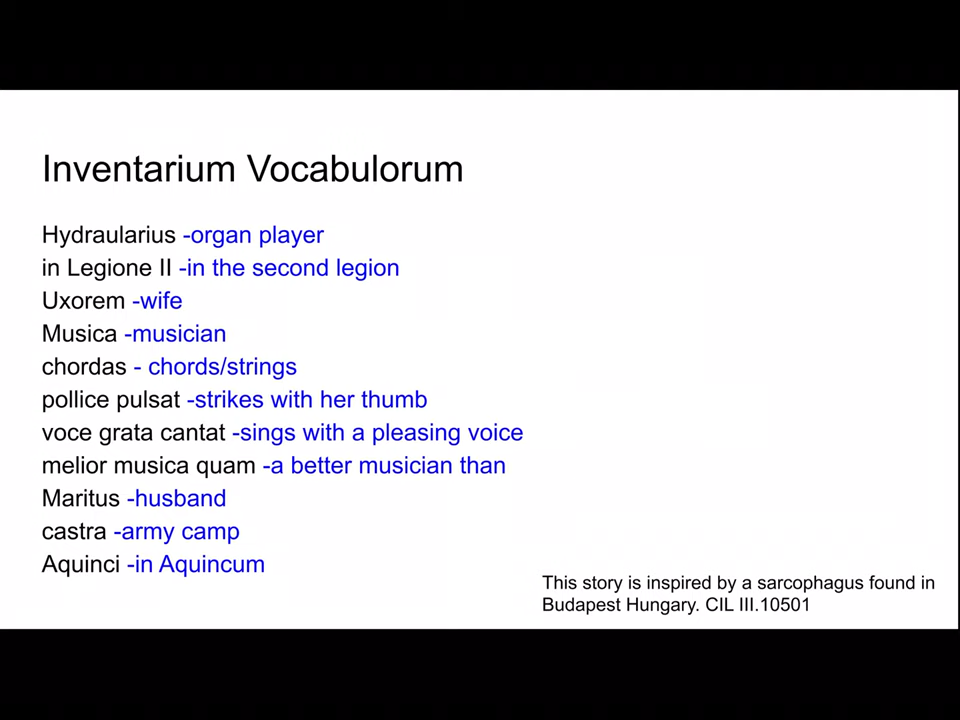 Inventarium Vocabulorum
Hydraularius -organ player
in Legione II -in the second legion
Uxorem -wife
Musica -musician
chordas - chords/strings
pollice pulsat -strikes with her thumb
voce grata cantat -sings with a pleasing voice
melior musica quam -a better musician than
Maritus -husband
castra -army camp
Aquinci -in Aquincum
This story is inspired by a sarcophagus found in
Budapest Hungary. CIL III.10501